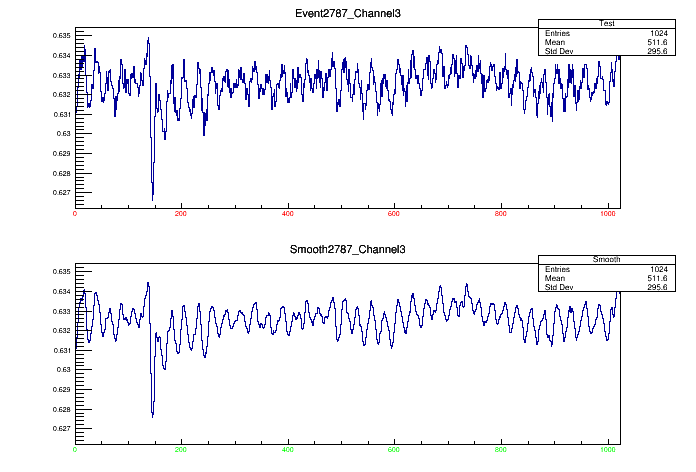 Event2787_Channel3
Test
Entries 1024
Mean 511.6
Std Dev 295.6
0.635
0.634
0.633
0.632
0.631
0.63
0.629
0.628
0.627
0 200 400 600 800 1000
Smooth2787_Channel3
Smooth
Entries 1024
Mean 511.6
Std Dev 295.6
0.635
0.634
0.633
0.632
0.631
0.63
0.629
0.628
0.627
0 200 400 600 800 1000